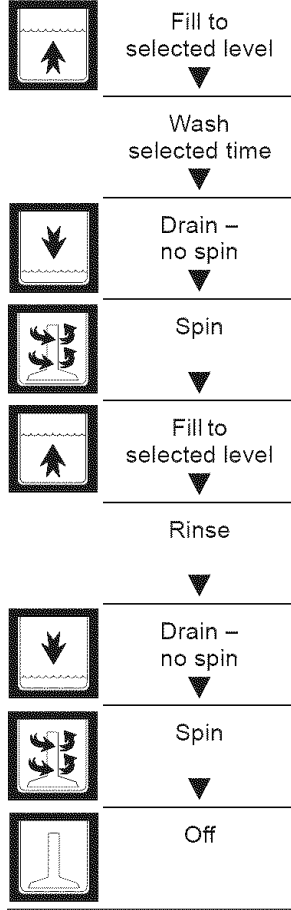 Fill to
selected level
Wash
selected time
Drain –
no spin
Spin
Fill to
selected level
Rinse
Drain –
no spin
Spin
Off